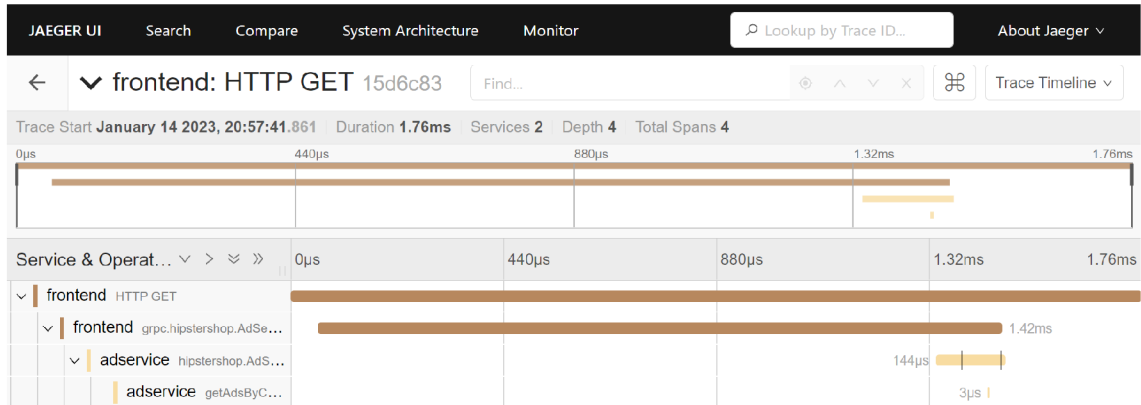 JAEGER UI Search Compare System Architecture Monitor Lookup by Trace ID... About Jaeger
frontend: HTTP GET 15d6c83 Find... Trace Timeline
Trace Start January 14 2023, 20:57:41.861 Duration 1.76ms Services 2 Depth 4 Total Spans 4
0μs 440μs 880μs 1.32ms 1.76ms
Service & Operat... 0μs 440μs 880μs 1.32ms 1.76ms
frontend HTTP GET
frontend grpc.hipstershop.AdSe... 1.42ms
adservice hipstershop.AdS... 144μs
adservice getAdsByC... 3μs